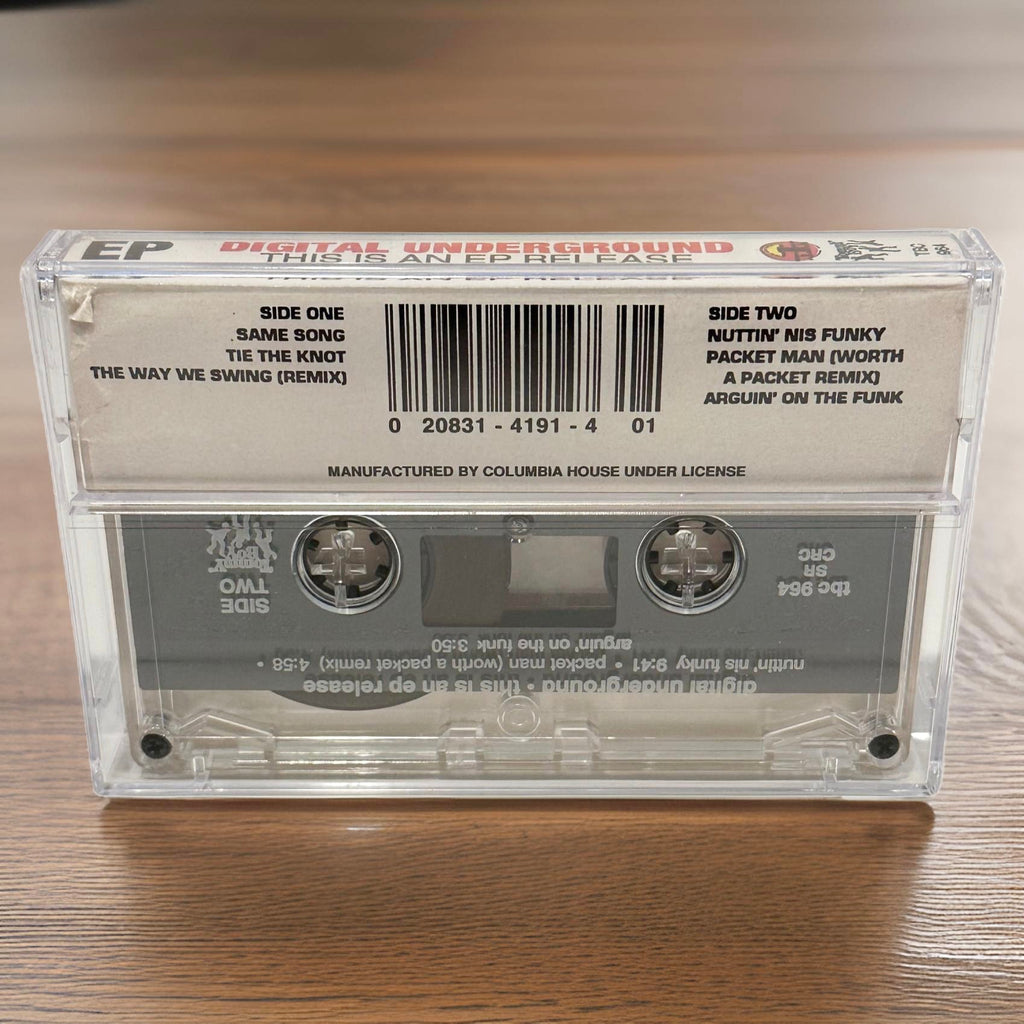 EP
DIGITAL UNDERGROUND
THIS IS AN EP RELEASE
TBC
964
SIDE ONE
SAME SONG
TIE THE KNOT
THE WAY WE SWING (REMIX)
0 20831 - 4191 - 4 01
SIDE TWO
NUTTIN' NIS FUNKY
PACKET MAN (WORTH
A PACKET REMIX)
ARGUIN' ON THE FUNK
MANUFACTURED BY COLUMBIA HOUSE UNDER LICENSE
SIDE
TWO
tbc 964
SR
CRC
digital underground • this is an ep release
nuttin' nis funky 9:41 • packet man (worth a packet remix) 4:58 •
arguin' on the funk 3:50